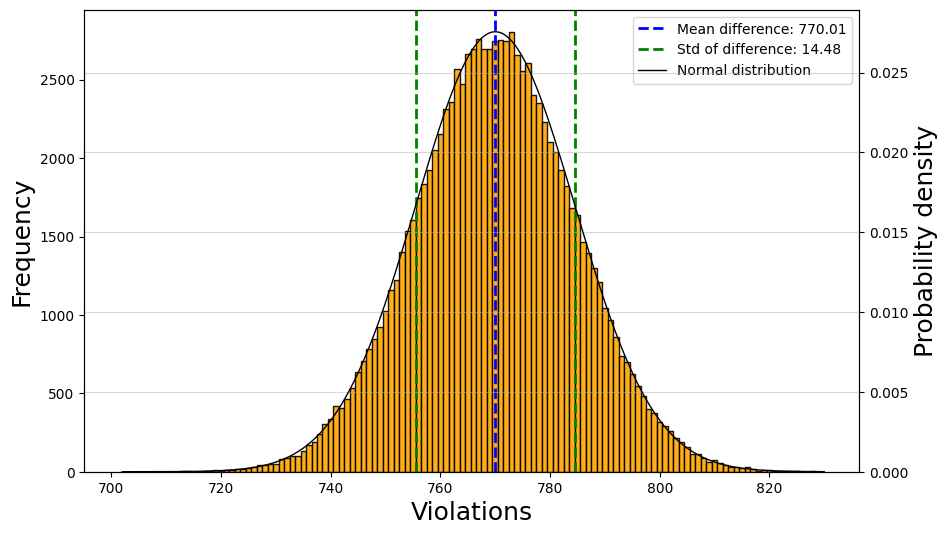 Mean difference: 770.01
Std of difference: 14.48
Normal distribution
Frequency
2500
2000
1500
1000
500
0
0.025
0.020
0.015
0.010
0.005
0.000
Probability density
700 720 740 760 780 800 820
Violations